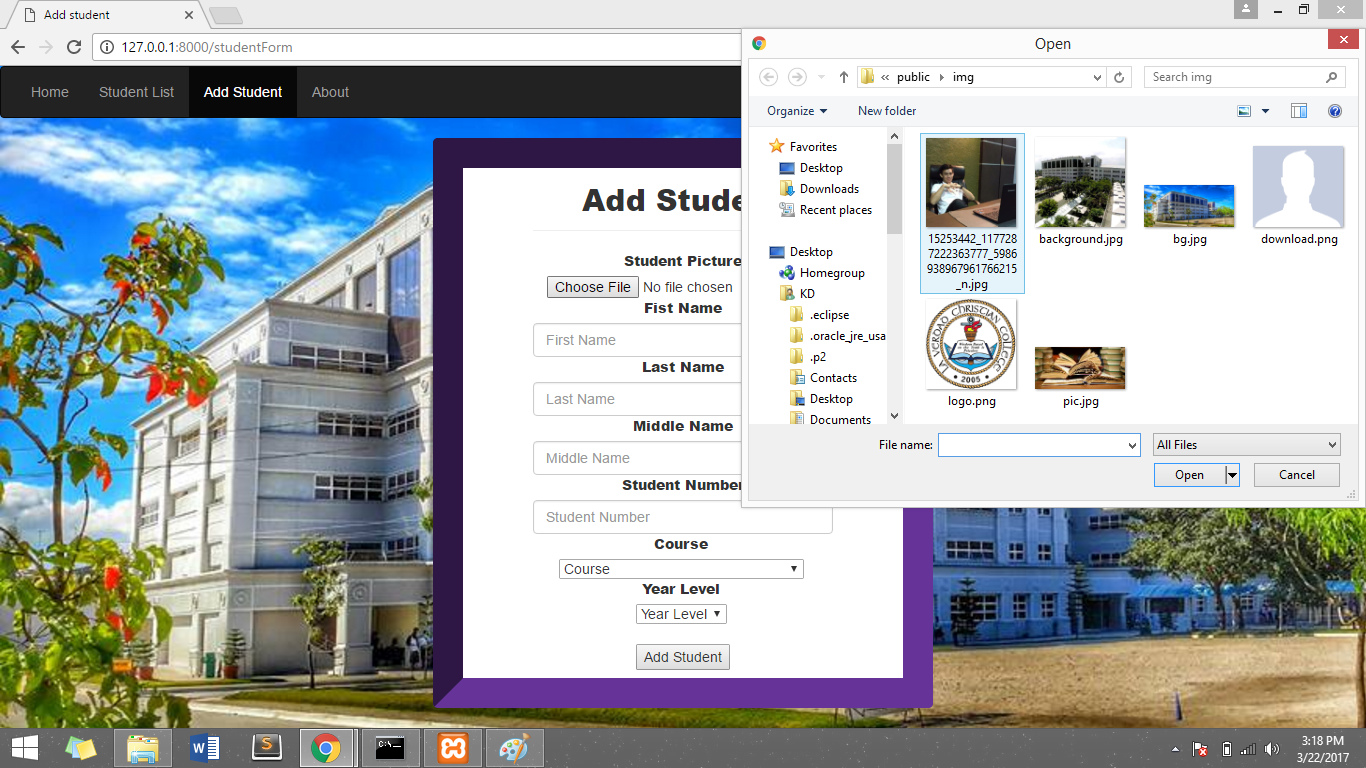 Add student
127.0.0.1:8000/studentForm
Home Student List Add Student About
Add Stude
Student Picture
Choose File No file chosen
Fist Name
First Name
Last Name
Last Name
Middle Name
Middle Name
Student Number
Student Number
Course
Course
Year Level
Year Level
Add Student
Open
« public img
Search img
Organize New folder
Favorites
Desktop
Downloads
Recent places
Desktop
Homegroup
KD
.eclipse
.oracle_jre_usa
.p2
Contacts
Desktop
Documents
15253442_117728
7222363777_5986
938967961766215
_n.jpg
background.jpg
bg.jpg
download.png
LA VERDAD CHRISTIAN COLLEGE
2005
logo.png
pic.jpg
File name:
All Files
Open Cancel
3:18 PM
3/22/2017